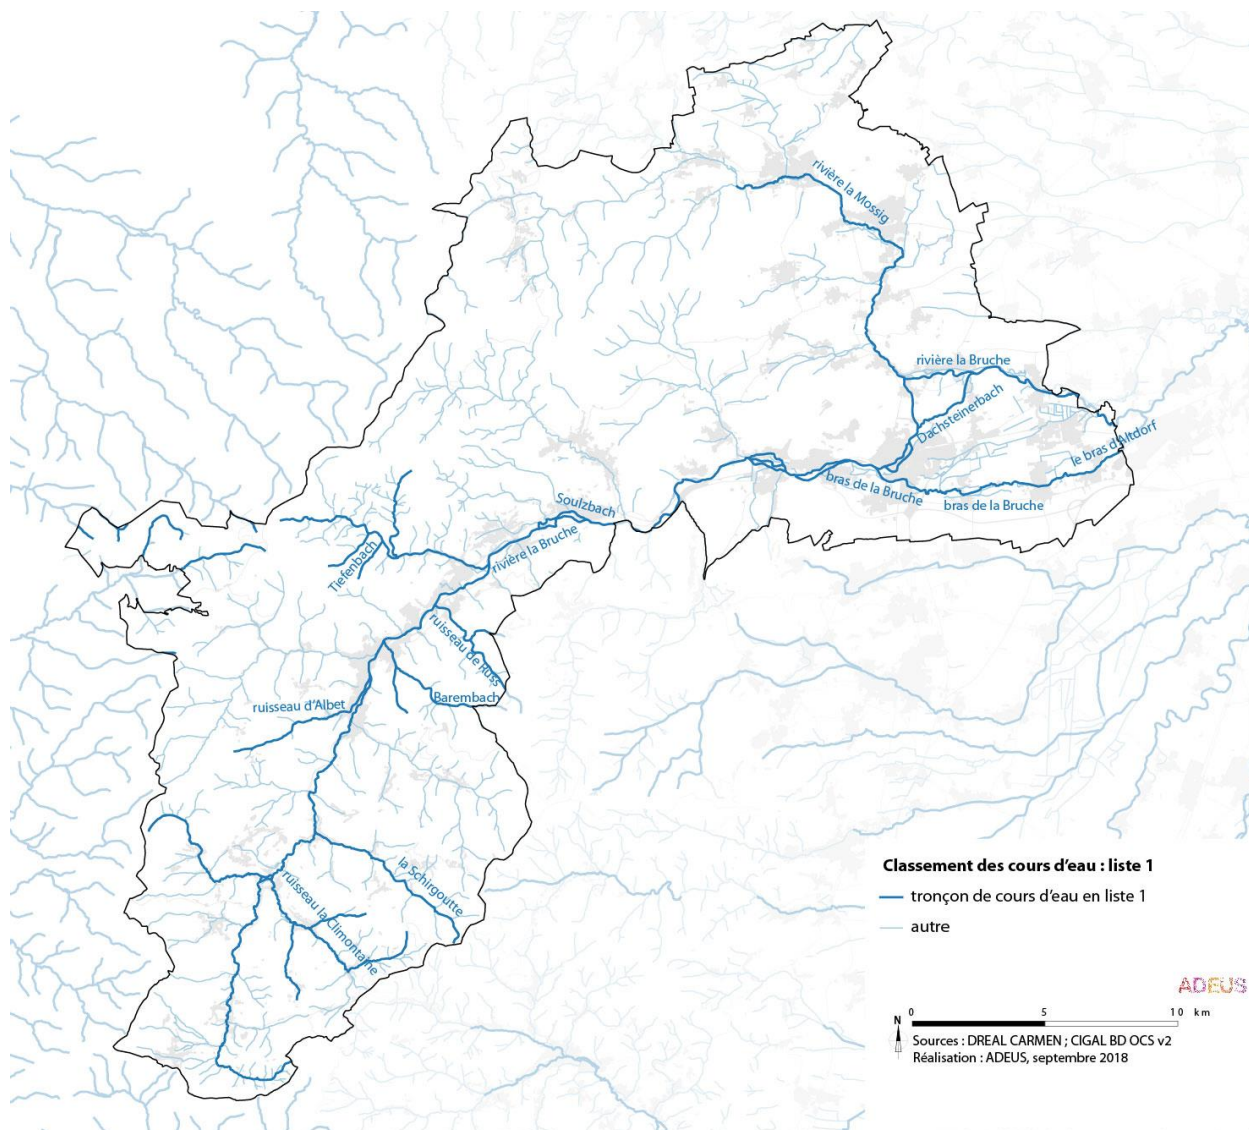 rivière la Mossig
rivière la Bruche
Dachsteinerbach
le bras d'Altdorf
bras de la Bruche
bras de la Bruche
Soulzbach
rivière la Bruche
Tiefenbach
ruisseau de Russ
Barembach
ruisseau d'Albet
la Schirgoutte
ruisseau la Climontaine
Classement des cours d'eau : liste 1
tronçon de cours d'eau en liste 1
autre
ADEUS
0 5 10 km
N
Sources : DREAL CARMEN ; CIGAL BD OCS v2
Réalisation : ADEUS, septembre 2018